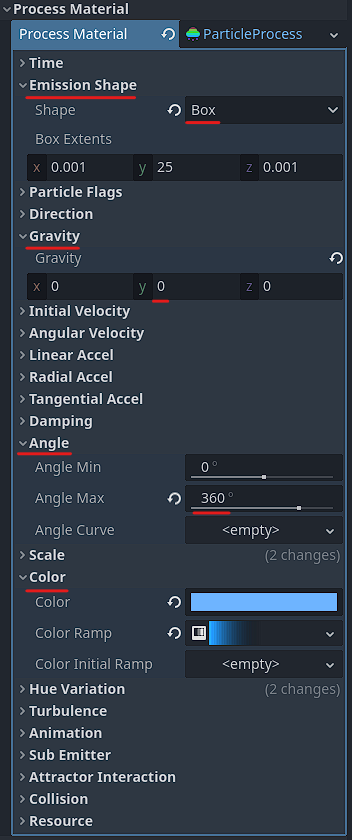 Process Material
Process Material ParticleProcess
Time
Emission Shape
Shape Box
Box Extents
x 0.001 y 25 z 0.001
Particle Flags
Direction
Gravity
Gravity
x 0 y 0 z 0
Initial Velocity
Angular Velocity
Linear Accel
Radial Accel
Tangential Accel
Damping
Angle
Angle Min 0 °
Angle Max 360 °
Angle Curve <empty>
Scale (2 changes)
Color
Color
Color Ramp
Color Initial Ramp <empty>
Hue Variation (2 changes)
Turbulence
Animation
Sub Emitter
Attractor Interaction
Collision
Resource